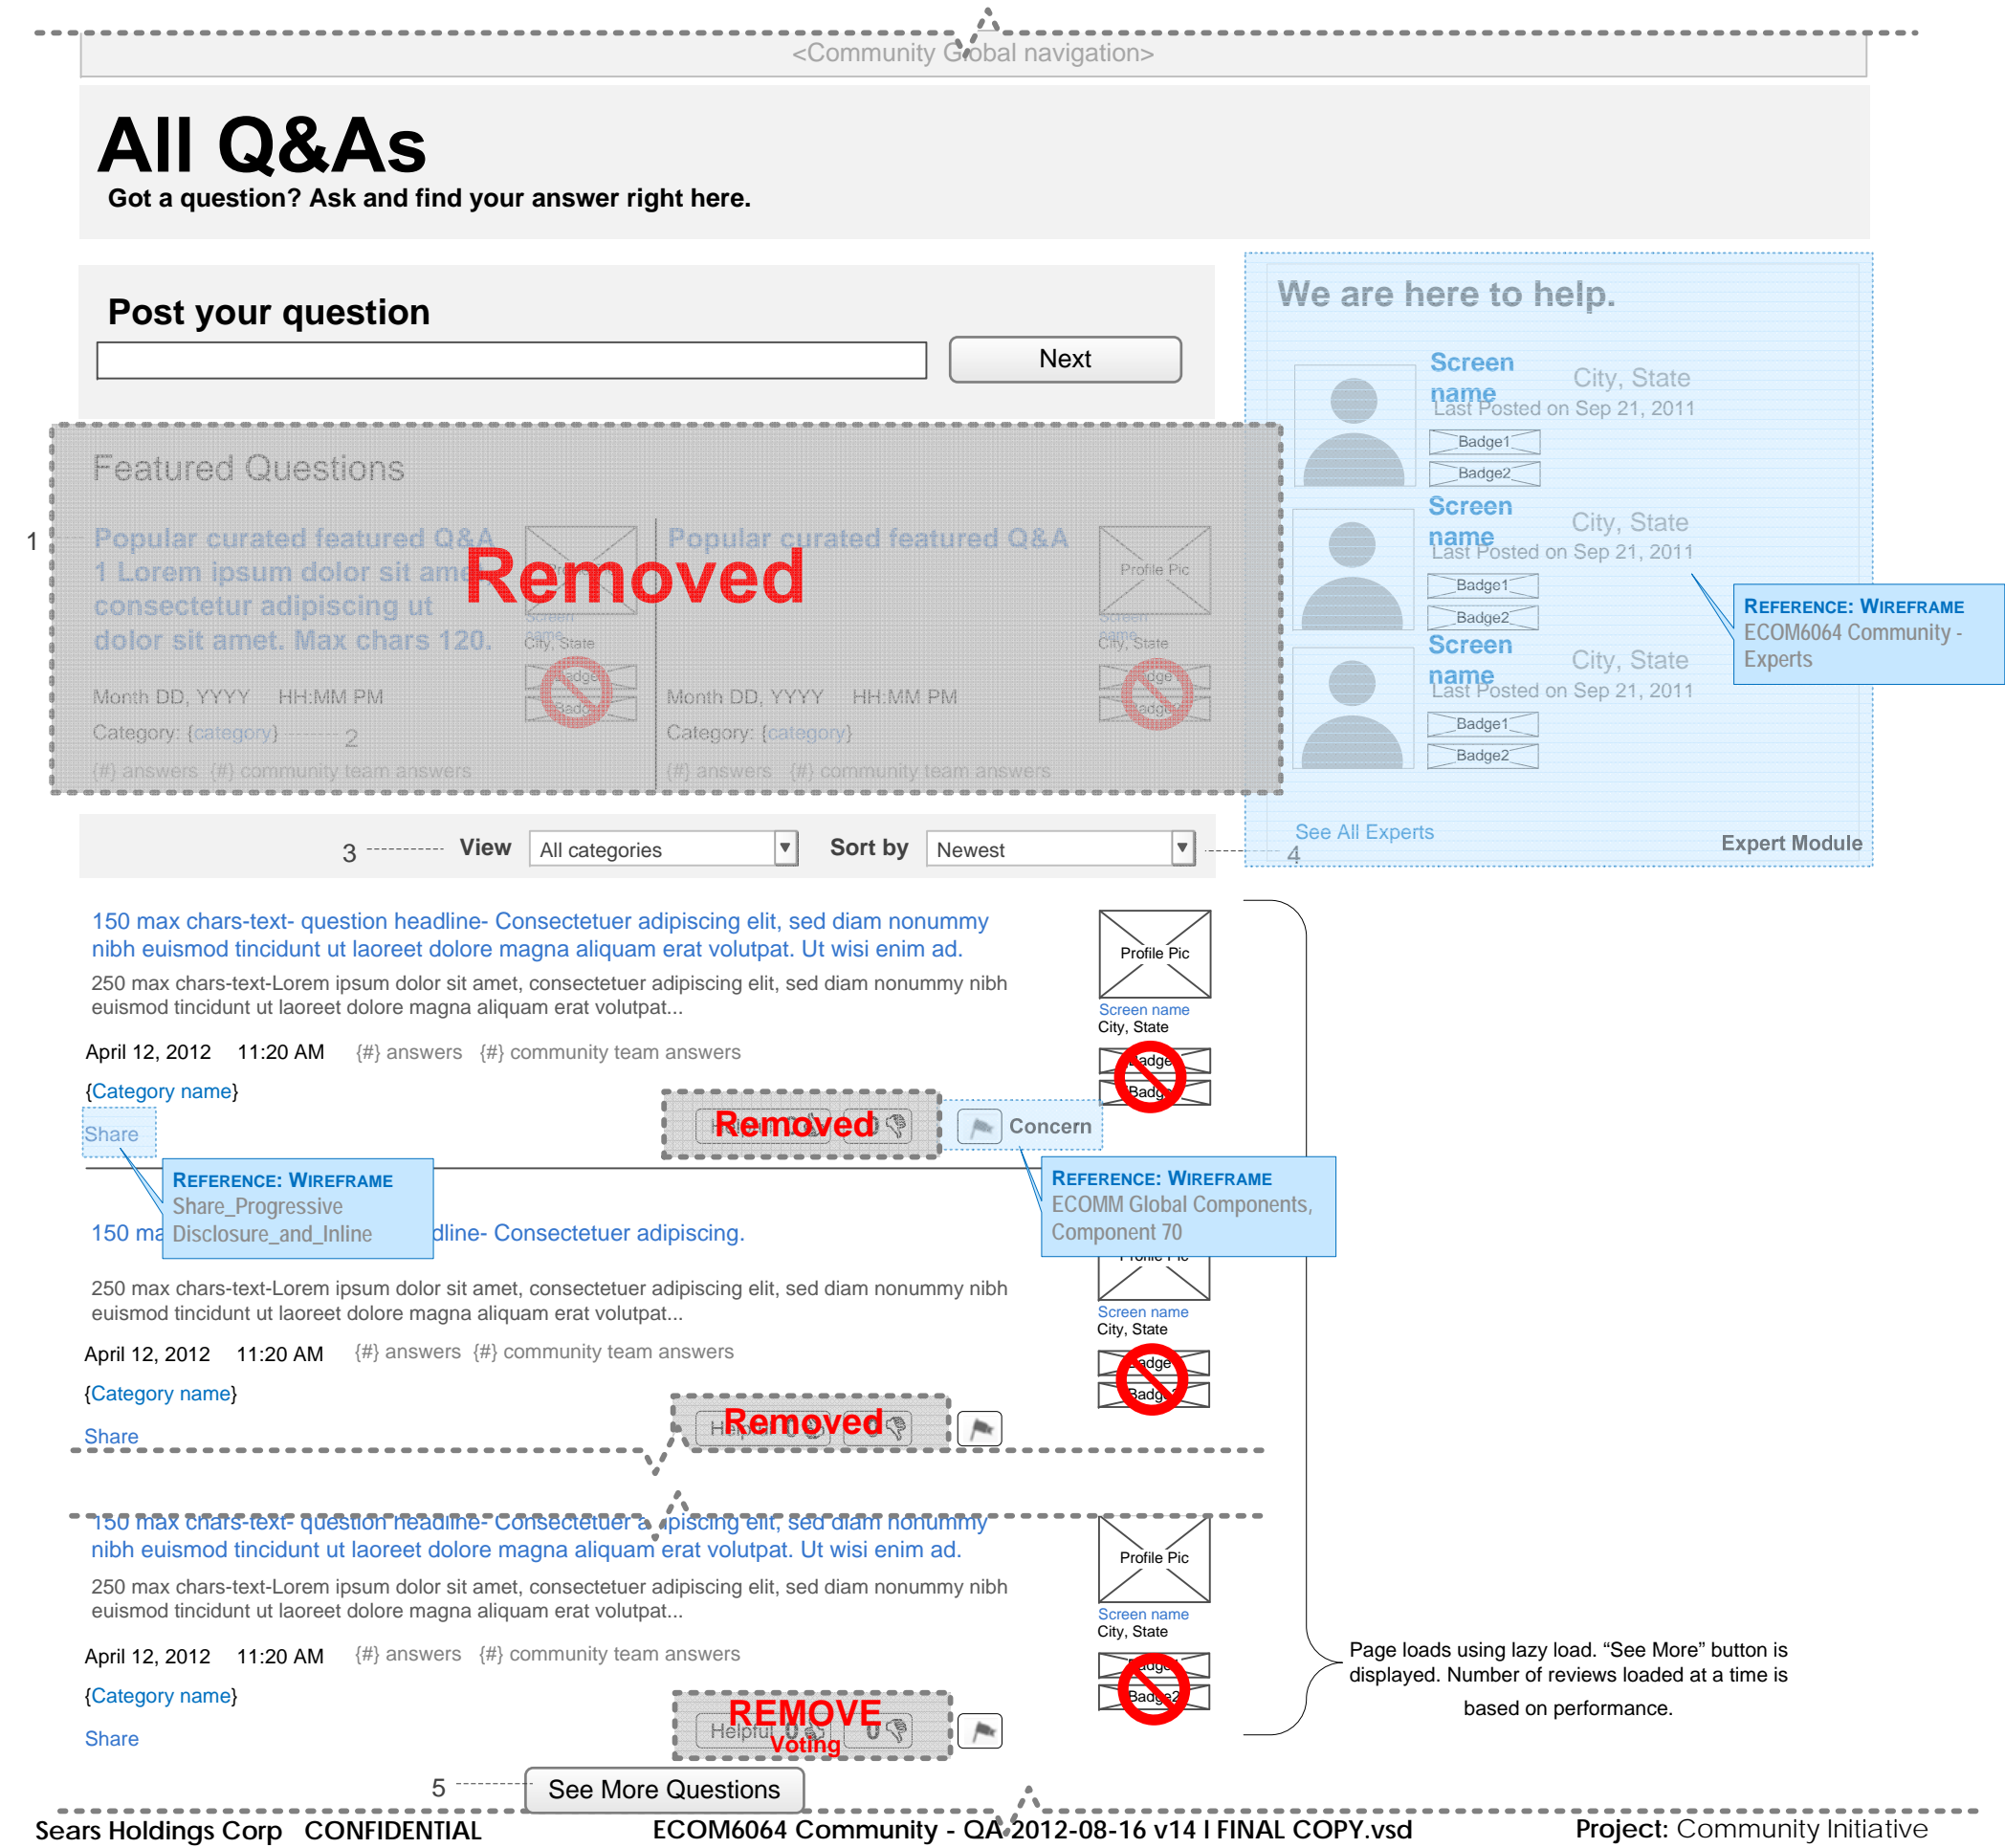 <Community Global navigation>
All Q&As
Got a question? Ask and find your answer right here.
Post your question
Next
We are here to help.
Screen name
City, State
Last Posted on Sep 21, 2011
Badge1
Badge2
Screen name
City, State
Last Posted on Sep 21, 2011
Badge1
Badge2
Screen name
City, State
Last Posted on Sep 21, 2011
Badge1
Badge2
See All Experts
Expert Module
REFERENCE: WIREFRAME
ECOM6064 Community -
Experts
Featured Questions
1
Popular curated featured Q&A
1 Lorem ipsum dolor sit amet
consectetur adipiscing ut
dolor sit amet. Max chars 120.
Removed
Screen name
City, State
Month DD, YYYY HH:MM PM
Category: {category}
2
{#} answers {#} community team answers
Popular curated featured Q&A
Profile Pic
Screen name
City, State
Month DD, YYYY HH:MM PM
Category: {category}
{#} answers {#} community team answers
3
View All categories
Sort by Newest
4
150 max chars-text- question headline- Consectetuer adipiscing elit, sed diam nonummy
nibh euismod tincidunt ut laoreet dolore magna aliquam erat volutpat. Ut wisi enim ad.
250 max chars-text-Lorem ipsum dolor sit amet, consectetuer adipiscing elit, sed diam nonummy nibh
euismod tincidunt ut laoreet dolore magna aliquam erat volutpat...
April 12, 2012 11:20 AM {#} answers {#} community team answers
{Category name}
Profile Pic
Screen name
City, State
Badge
Badge
Share
Removed
0
Concern
REFERENCE: WIREFRAME
Share_Progressive
Disclosure_and_Inline
REFERENCE: WIREFRAME
ECOMM Global Components,
Component 70
150 ma
dline- Consectetuer adipiscing.
250 max chars-text-Lorem ipsum dolor sit amet, consectetuer adipiscing elit, sed diam nonummy nibh
euismod tincidunt ut laoreet dolore magna aliquam erat volutpat...
April 12, 2012 11:20 AM {#} answers {#} community team answers
{Category name}
Share
Screen name
City, State
Removed
0
150 max chars-text- question headline- Consectetuer adipiscing elit, sed diam nonummy
nibh euismod tincidunt ut laoreet dolore magna aliquam erat volutpat. Ut wisi enim ad.
250 max chars-text-Lorem ipsum dolor sit amet, consectetuer adipiscing elit, sed diam nonummy nibh
euismod tincidunt ut laoreet dolore magna aliquam erat volutpat...
April 12, 2012 11:20 AM {#} answers {#} community team answers
{Category name}
Share
Profile Pic
Screen name
City, State
Badge2
REMOVE
Voting
Helpful 0
0
Page loads using lazy load. “See More” button is
displayed. Number of reviews loaded at a time is
based on performance.
5
See More Questions
Sears Holdings Corp CONFIDENTIAL
ECOM6064 Community - QA 2012-08-16 v14 I FINAL COPY.vsd
Project: Community Initiative